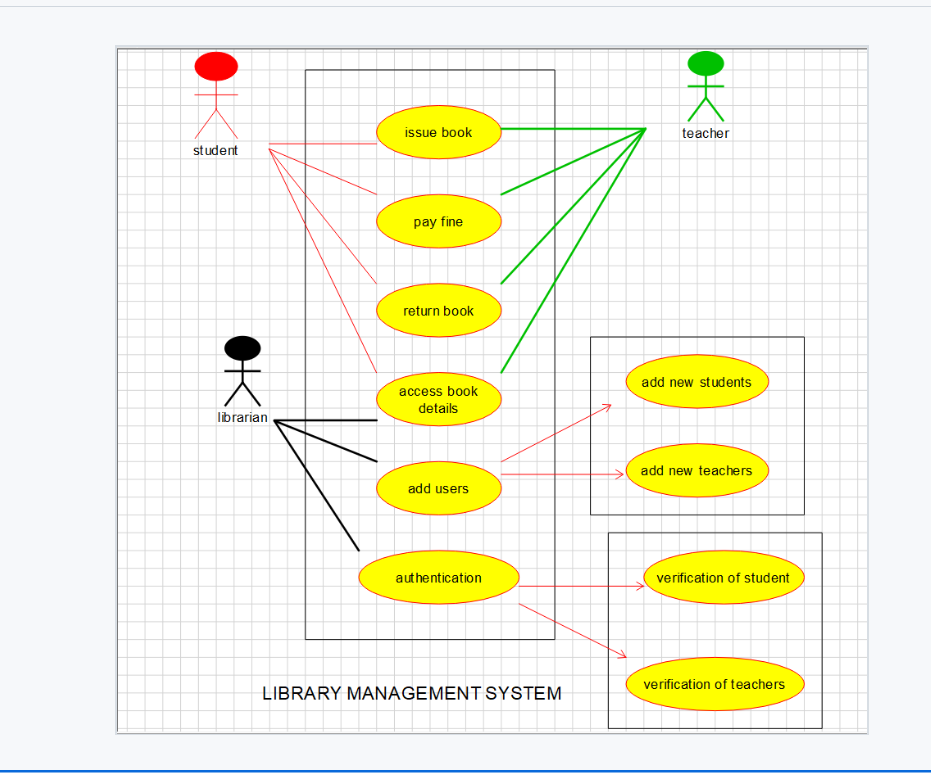 student
teacher
issue book
pay fine
return book
librarian
access book
details
add users
authentication
add new students
add new teachers
verification of student
verification of teachers
LIBRARY MANAGEMENT SYSTEM